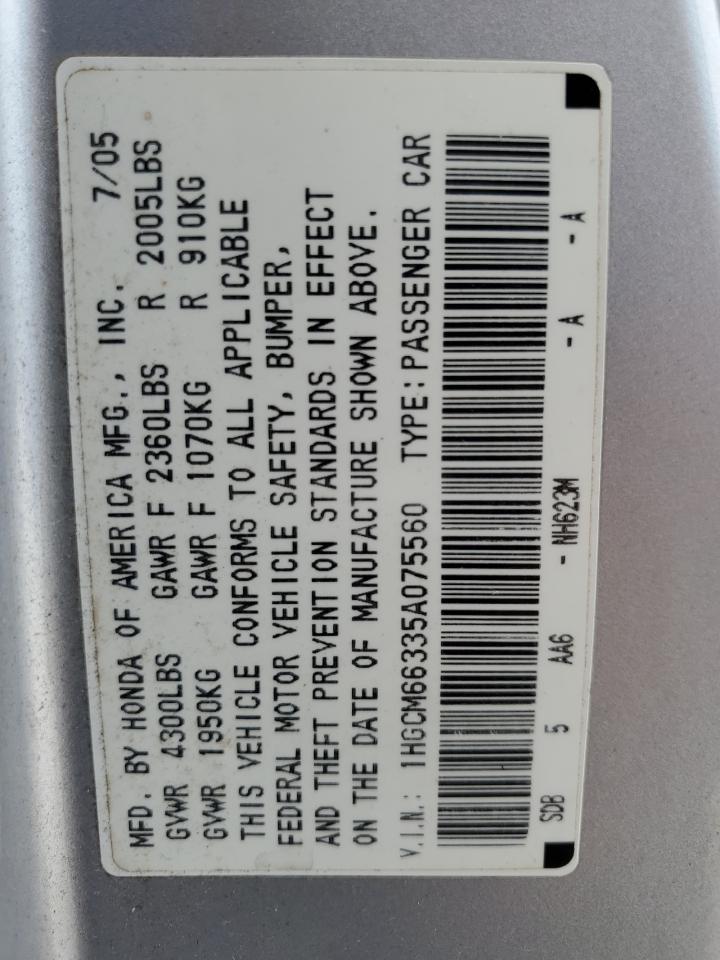 MFD. BY HONDA OF AMERICA MFG., INC. 7/05
GVWR 4300LBS GAWR F 2360LBS R 2005LBS
GVWR 1950KG GAWR F 1070KG R 910KG
THIS VEHICLE CONFORMS TO ALL APPLICABLE
FEDERAL MOTOR VEHICLE SAFETY, BUMPER,
AND THEFT PREVENTION STANDARDS IN EFFECT
ON THE DATE OF MANUFACTURE SHOWN ABOVE.
V.I.N.: 1HGCM66335A075560 TYPE: PASSENGER CAR
SDB 5 AA6 - NH623M - A - A